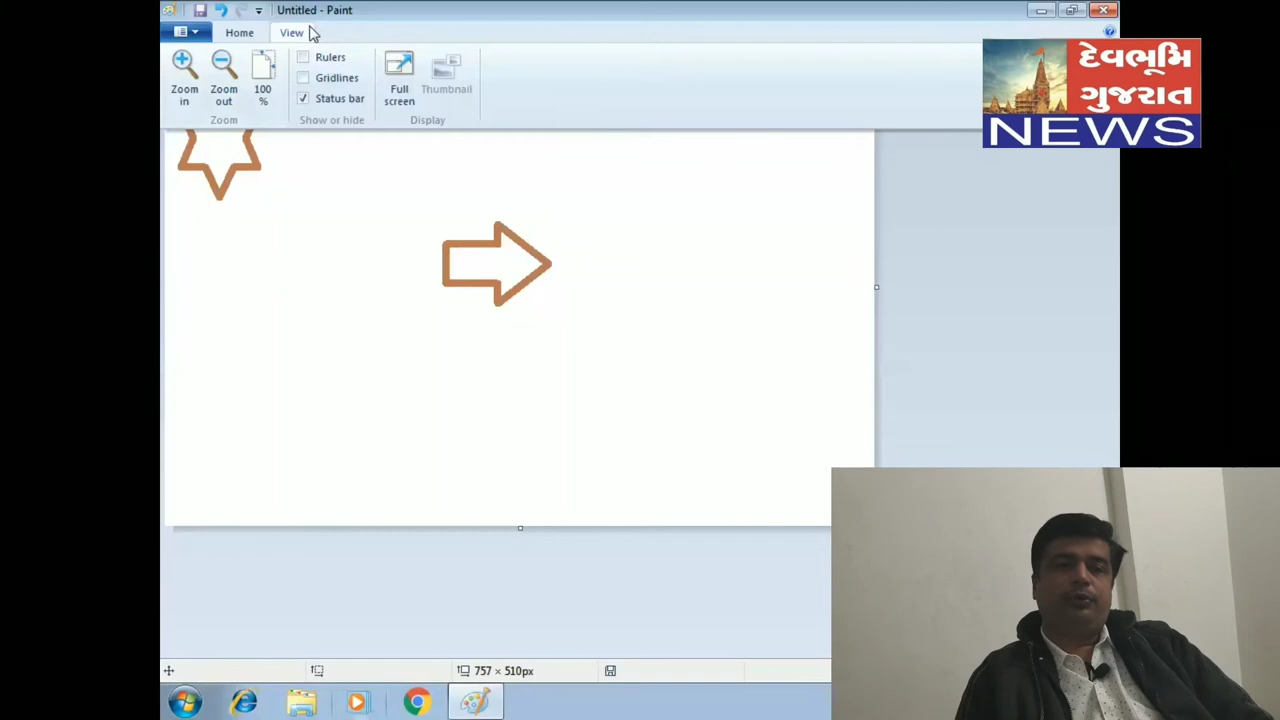 Untitled - Paint
Home
View
Zoom in
Zoom out
100 %
Zoom
Rulers
Gridlines
Status bar
Show or hide
Full screen
Thumbnail
Display
દેવભૂમિ
ગુજરાત
NEWS
757 × 510px